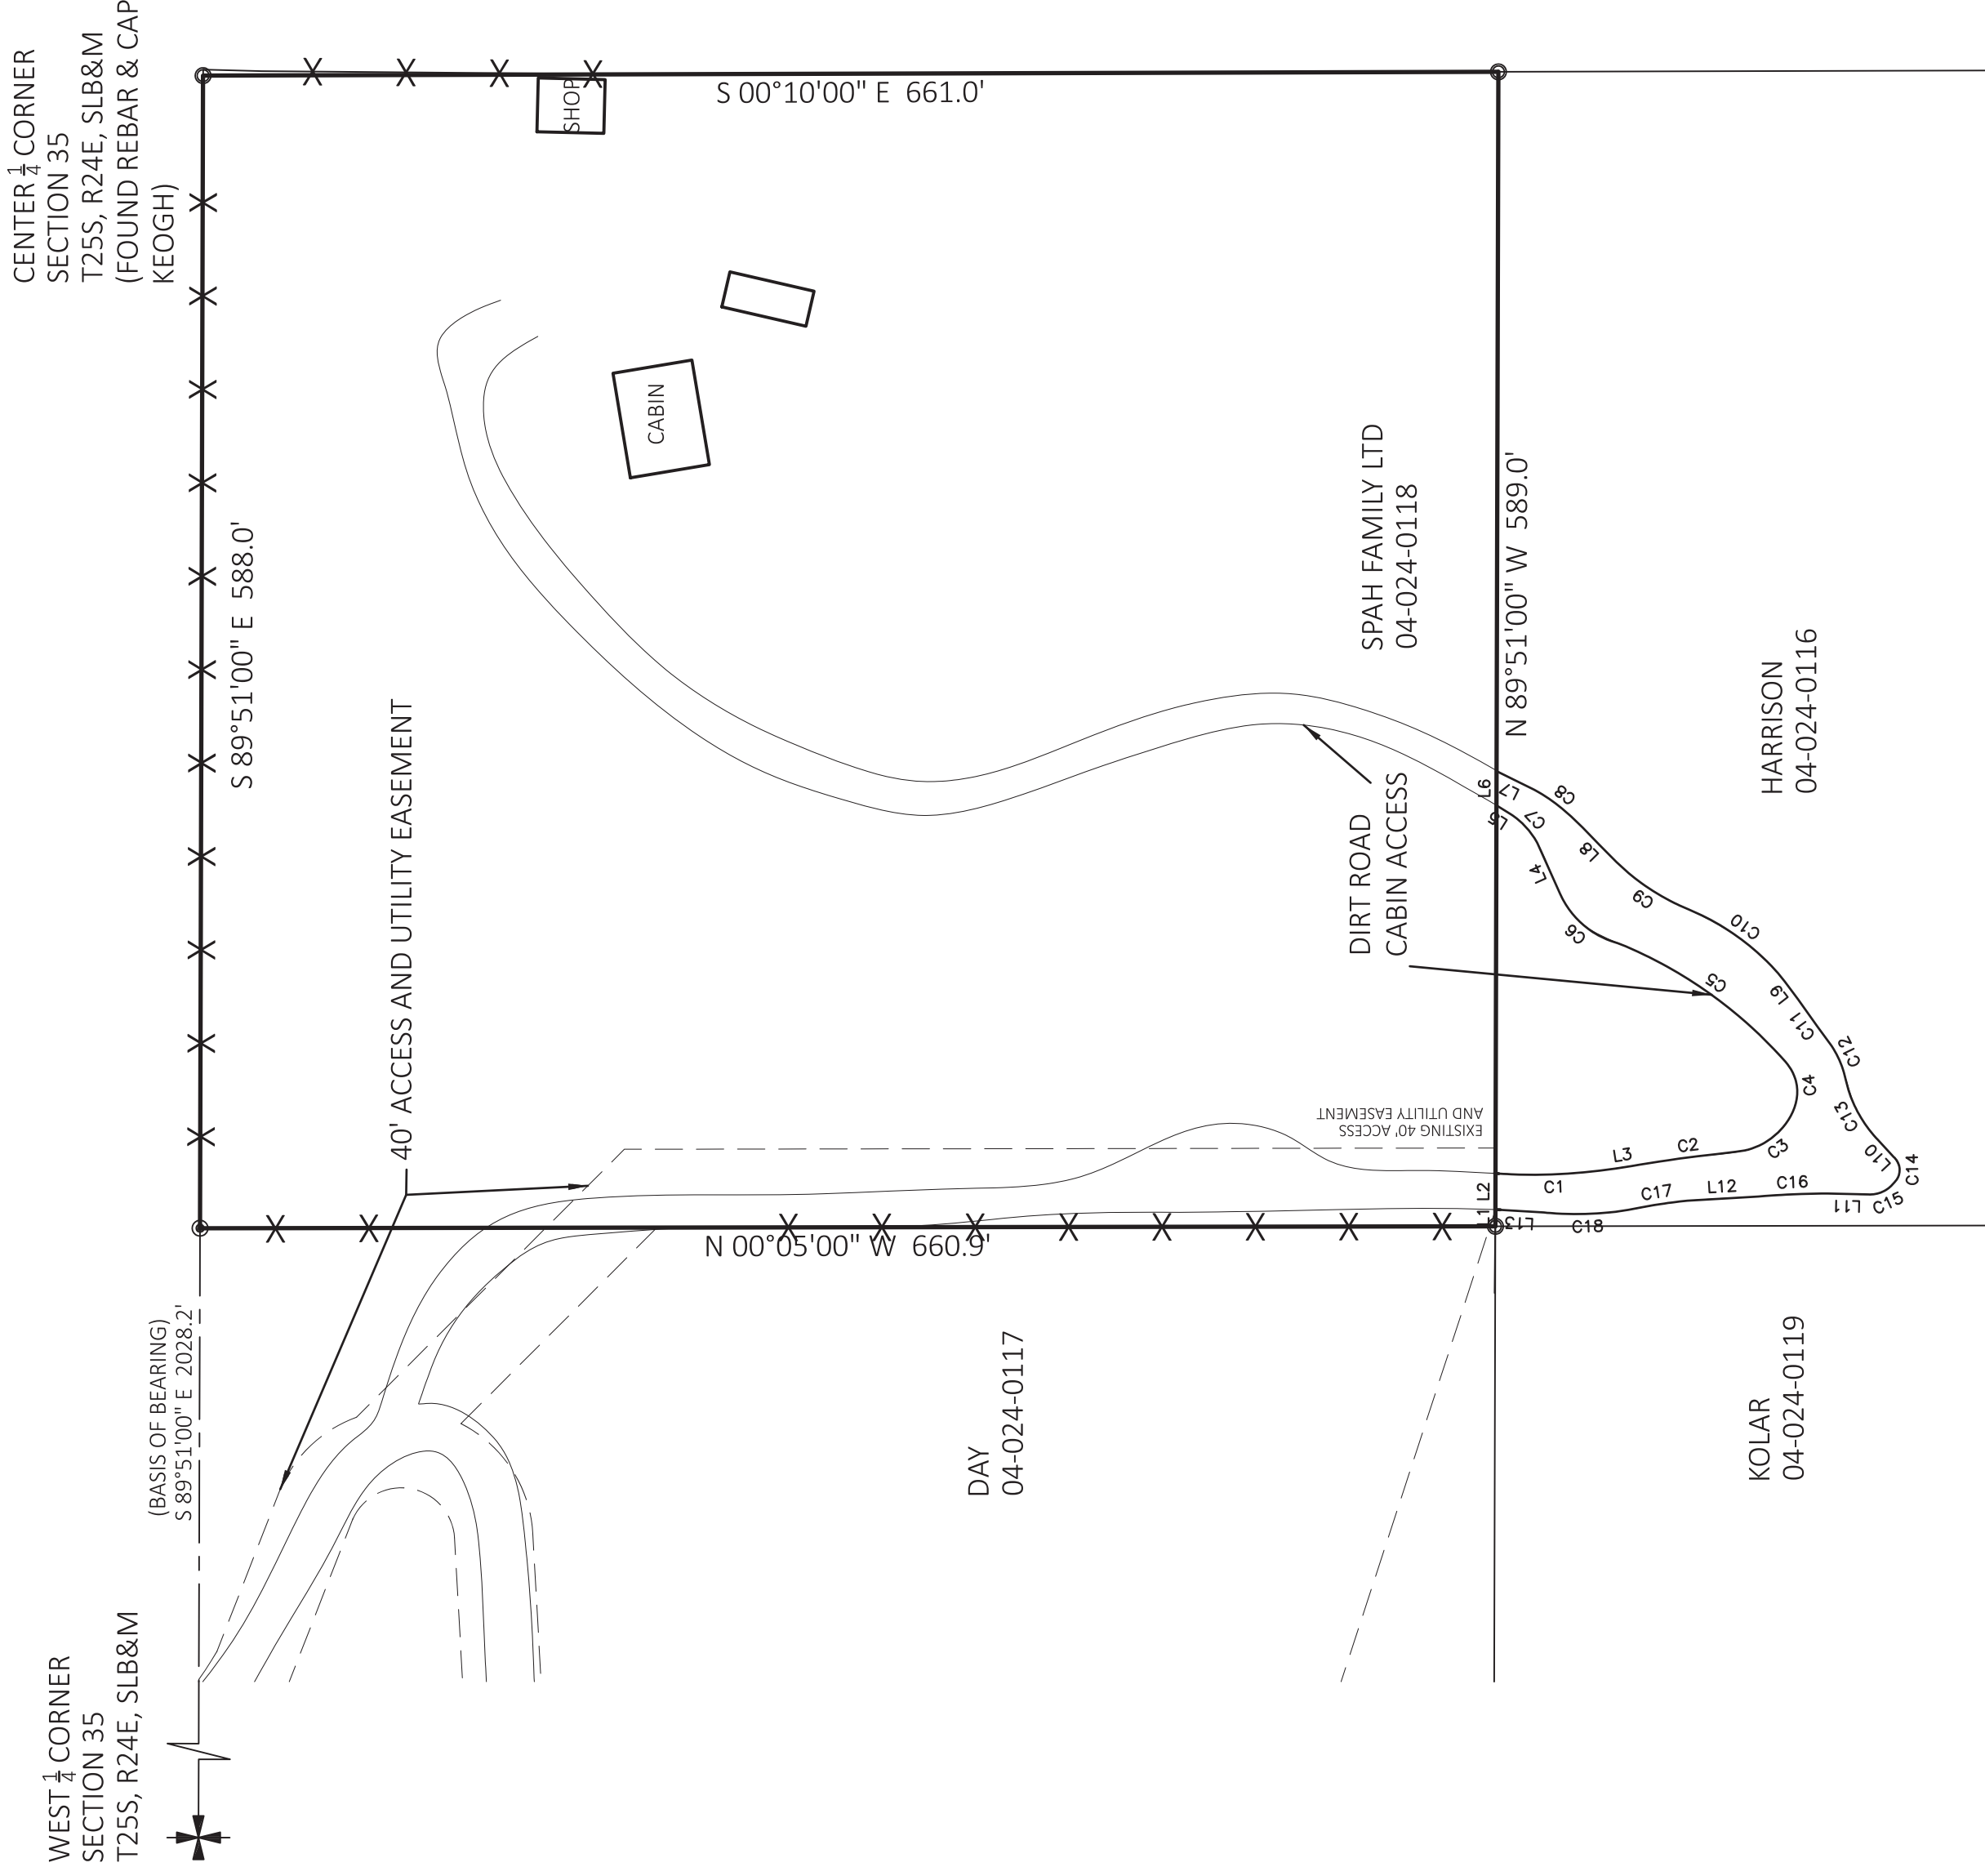 CENTER 1/4 CORNER
SECTION 35
T25S, R24E, SLB&M
(FOUND REBAR & CAP
KEOGH)
WEST 1/4 CORNER
SECTION 35
T25S, R24E, SLB&M
(BASIS OF BEARING)
S 89°51'00" E 2028.2'
S 89°51'00" E 588.0'
S 00°10'00" E 661.0'
SHOP
CABIN
40' ACCESS AND UTILITY EASEMENT
N 00°05'00" W 660.9'
EXISTING 40' ACCESS
AND UTILITY EASEMENT
DIRT ROAD
CABIN ACCESS
SPAH FAMILY LTD
04-024-0118
N 89°51'00" W 589.0'
DAY
04-024-0117
KOLAR
04-024-0119
HARRISON
04-024-0116
L2
L6
L7
C8
C7
L4
L8
C6
C9
C10
C5
L9
C11
C12
C4
C13
C3
L10
C14
C15
L11
C2
L3
C1
C16
L12
C17
C18
L13